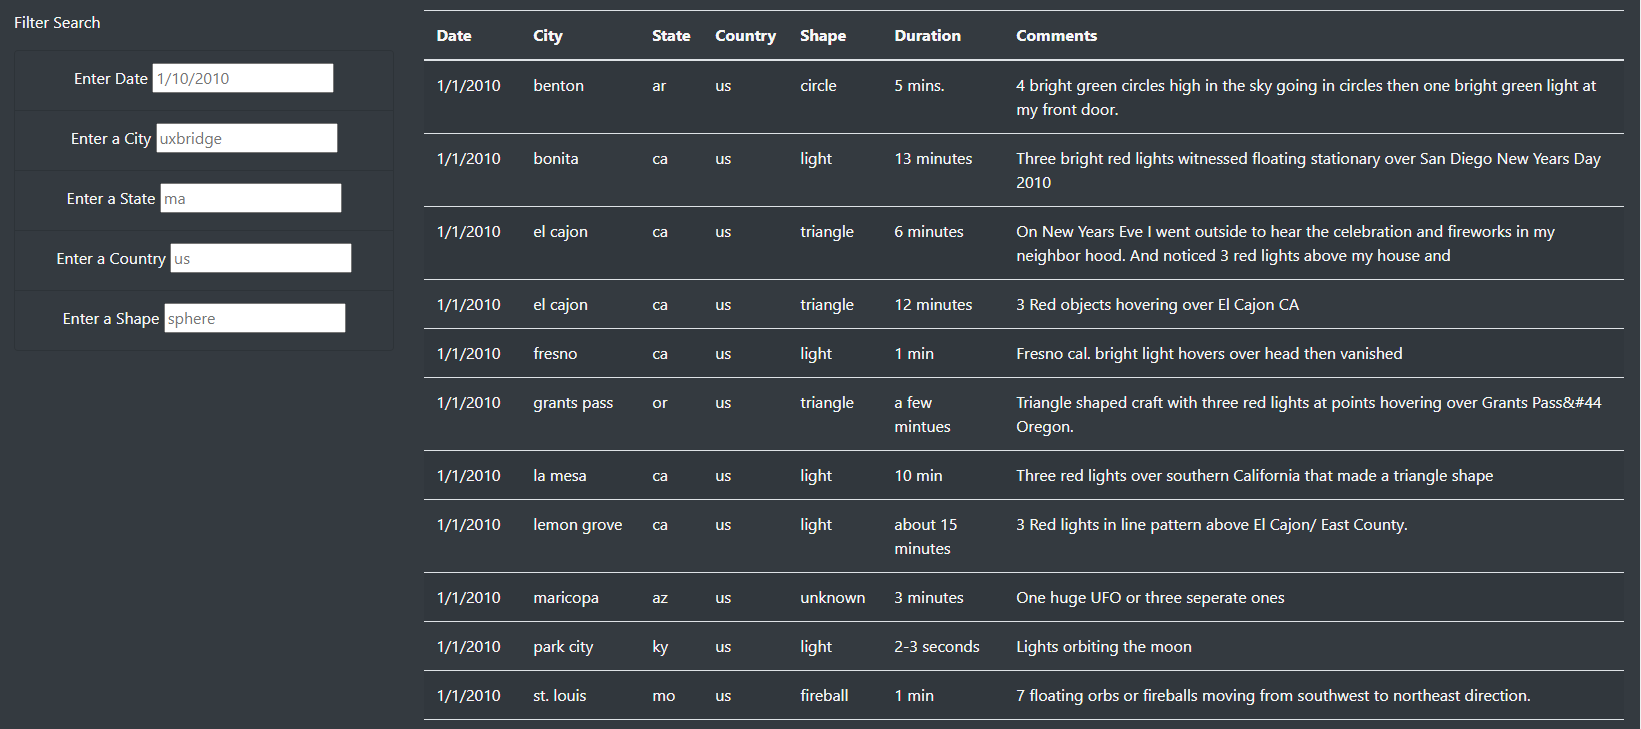 Filter Search
Enter Date 1/10/2010
Enter a City uxbridge
Enter a State ma
Enter a Country us
Enter a Shape sphere
Date City State Country Shape Duration Comments
1/1/2010 benton ar us circle 5 mins. 4 bright green circles high in the sky going in circles then one bright green light at
my front door.
1/1/2010 bonita ca us light 13 minutes Three bright red lights witnessed floating stationary over San Diego New Years Day
2010
1/1/2010 el cajon ca us triangle 6 minutes On New Years Eve I went outside to hear the celebration and fireworks in my
neighbor hood. And noticed 3 red lights above my house and
1/1/2010 el cajon ca us triangle 12 minutes 3 Red objects hovering over El Cajon CA
1/1/2010 fresno ca us light 1 min Fresno cal. bright light hovers over head then vanished
1/1/2010 grants pass or us triangle a few Triangle shaped craft with three red lights at points hovering over Grants Pass&#44
mintues Oregon.
1/1/2010 la mesa ca us light 10 min Three red lights over southern California that made a triangle shape
1/1/2010 lemon grove ca us light about 15 3 Red lights in line pattern above El Cajon/ East County.
minutes
1/1/2010 maricopa az us unknown 3 minutes One huge UFO or three seperate ones
1/1/2010 park city ky us light 2-3 seconds Lights orbiting the moon
1/1/2010 st. louis mo us fireball 1 min 7 floating orbs or fireballs moving from southwest to northeast direction.